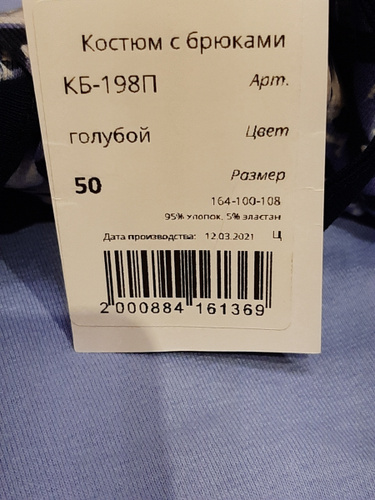 Костюм с брюками
КБ-198П Арт.
голубой Цвет
50 Размер
164-100-108
95% хлопок, 5% эластан
Дата производства: 12.03.2021 Ц
2 000884 161369